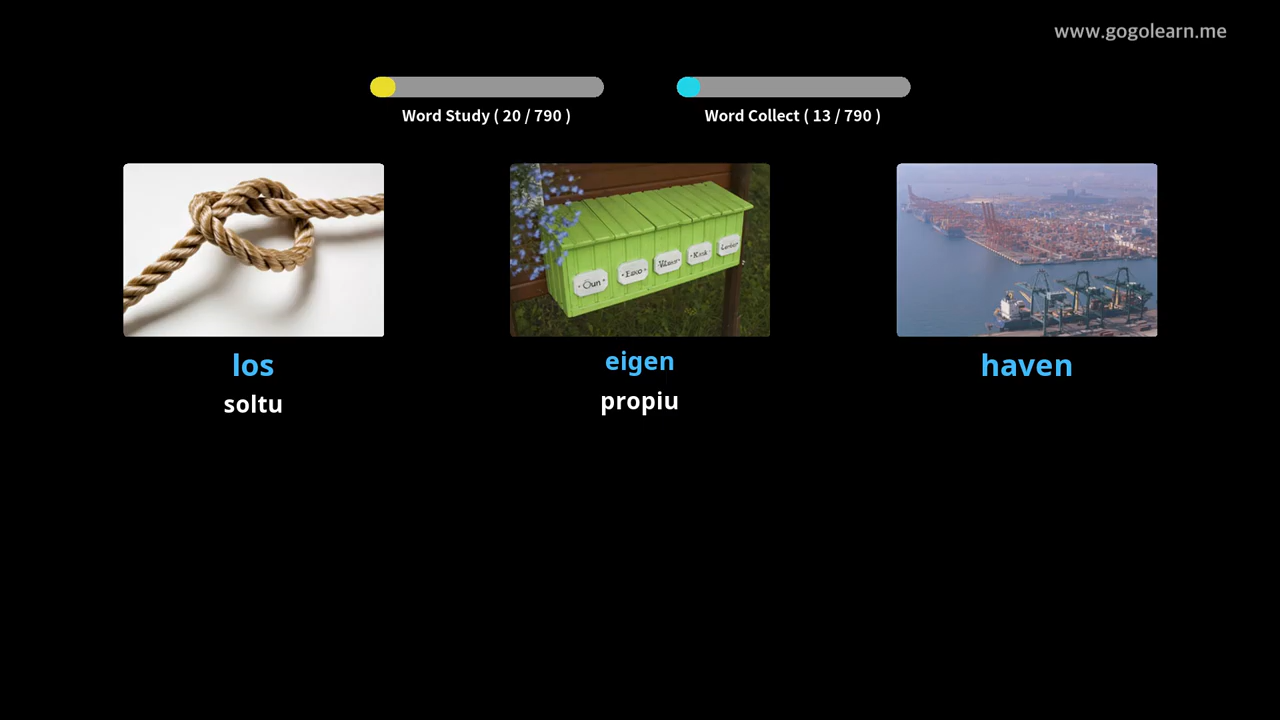 www.gogolearn.me
Word Study ( 20 / 790 )
Word Collect ( 13 / 790 )
los
soltu
eigen
propiu
haven